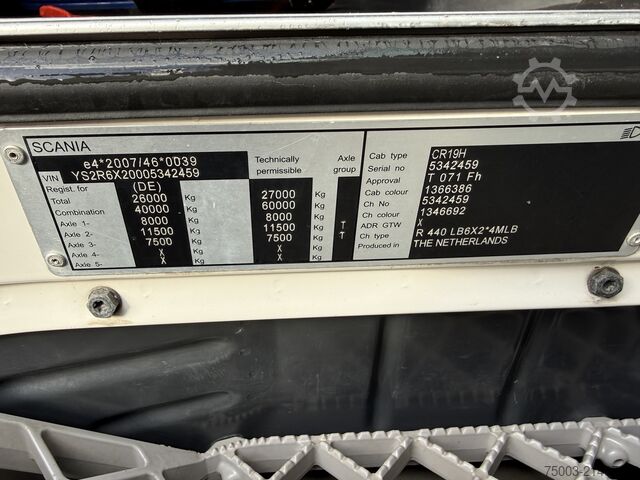 SCANIA
e4*2007/46*0039
VIN YS2R6X20005342459
Technically permissible
Axle group
Regist. for (DE)
Total 26000 Kg 27000 Kg
Combination 40000 Kg 60000 Kg
Axle 1- 8000 Kg 8000 Kg
Axle 2- 11500 Kg 11500 Kg T
Axle 3- 7500 Kg 7500 Kg T
Axle 4- X Kg X Kg
Axle 5- X Kg X Kg
Cab type CR19H
Serial no 5342459
Approval T 071 Fh
Cab colour 1366386
Ch No 5342459
Ch colour 1346692
ADR GTW X
Ch type R 440 LB6X2*4MLB
Produced in THE NETHERLANDS